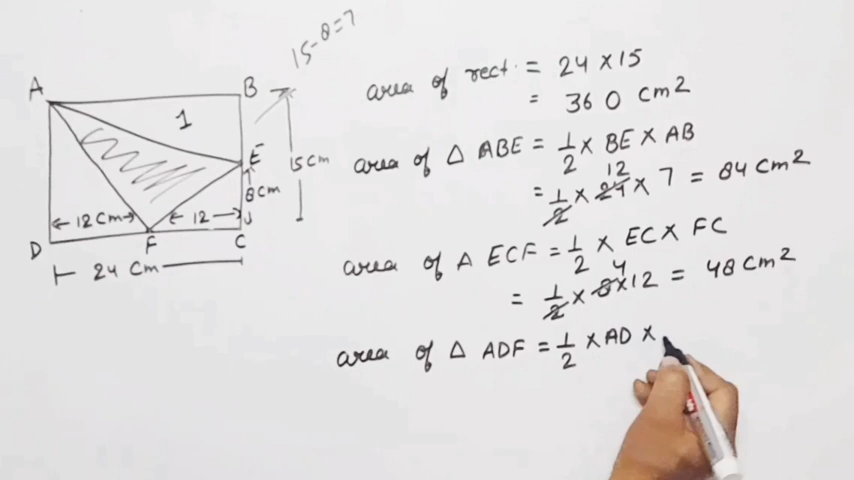 15-8=7
A
B
1
E
15cm
8cm
12cm
12
D
F
C
24 Cm
area of rect. = 24 × 15
= 360 cm2
area of Δ ABE = 1/2 × BE × AB
12
= 1/2 × 24 × 7 = 84 cm2
area of Δ ECF = 1/2 × EC × FC
4
= 1/2 × 8 × 12 = 48 cm2
area of Δ ADF = 1/2 × AD ×